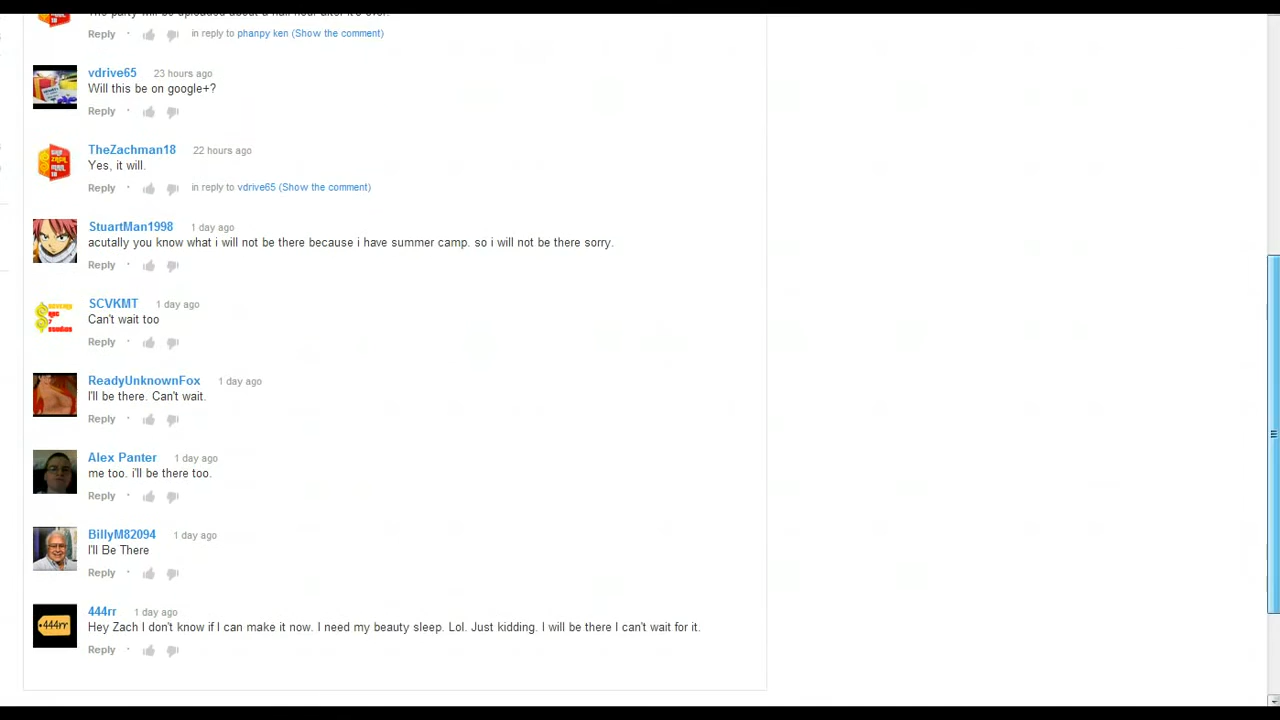 The party will be uploaded about a half hour after it's over.
Reply · in reply to phanpy ken (Show the comment)
vdrive65 23 hours ago
Will this be on google+?
Reply ·
TheZachman18 22 hours ago
Yes, it will.
Reply · in reply to vdrive65 (Show the comment)
StuartMan1998 1 day ago
acutally you know what i will not be there because i have summer camp. so i will not be there sorry.
Reply ·
SCVKMT 1 day ago
Can't wait too
Reply ·
ReadyUnknownFox 1 day ago
I'll be there. Can't wait.
Reply ·
Alex Panter 1 day ago
me too. i'll be there too.
Reply ·
BillyM82094 1 day ago
I'll Be There
Reply ·
444rr 1 day ago
444rr
Hey Zach I don't know if I can make it now. I need my beauty sleep. Lol. Just kidding. I will be there I can't wait for it.
Reply ·